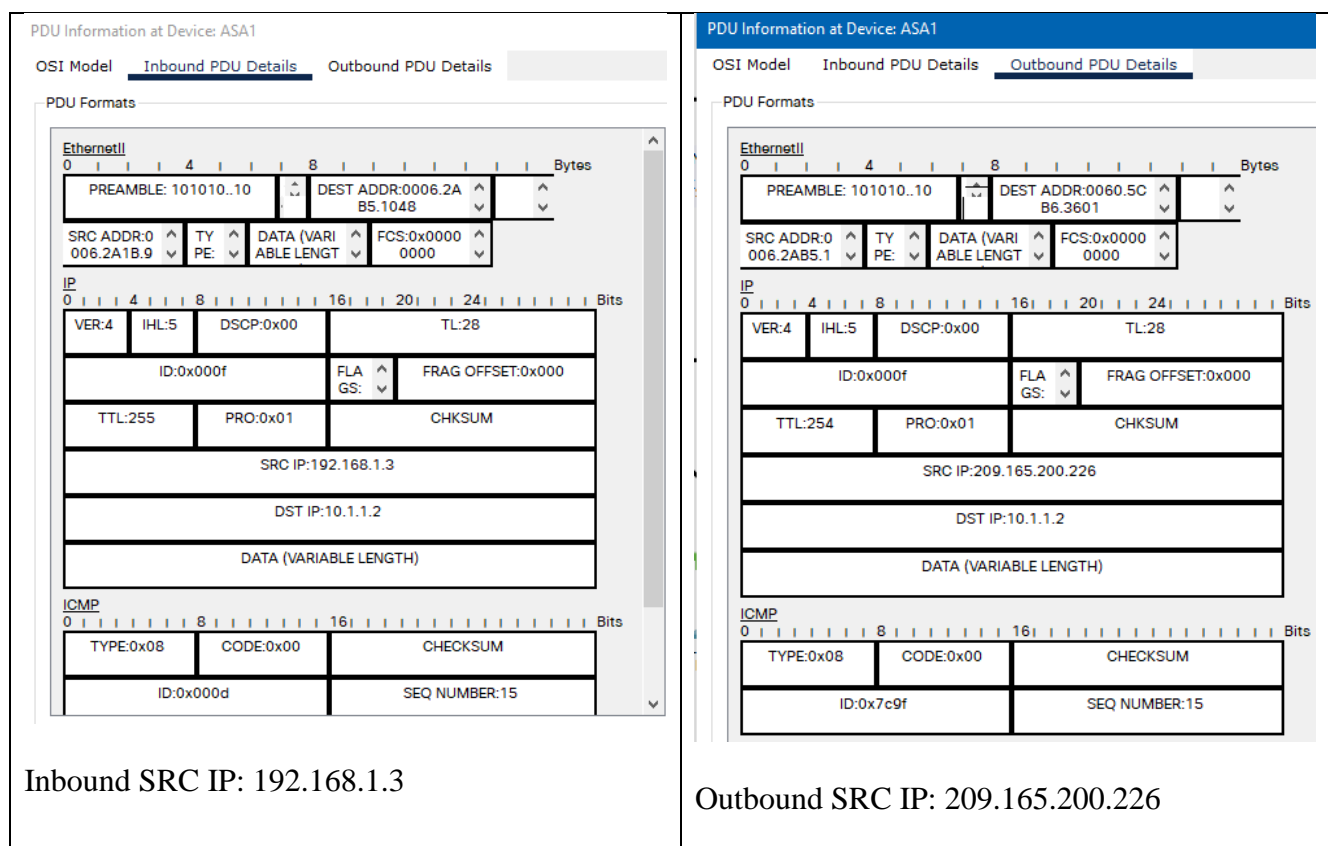 PDU Information at Device: ASA1
OSI Model Inbound PDU Details Outbound PDU Details
PDU Formats
EthernetII
0 4 8 Bytes
PREAMBLE: 101010..10 DEST ADDR:0006.2A
B5.1048
SRC ADDR:0 TY DATA (VARI FCS:0x0000
006.2A1B.9 PE: ABLE LENGT 0000
IP
0 4 8 16 20 24 Bits
VER:4 IHL:5 DSCP:0x00 TL:28
ID:0x000f FLA FRAG OFFSET:0x000
GS:
TTL:255 PRO:0x01 CHKSUM
SRC IP:192.168.1.3
DST IP:10.1.1.2
DATA (VARIABLE LENGTH)
ICMP
0 8 16 Bits
TYPE:0x08 CODE:0x00 CHECKSUM
ID:0x000d SEQ NUMBER:15
Inbound SRC IP: 192.168.1.3
PDU Information at Device: ASA1
OSI Model Inbound PDU Details Outbound PDU Details
PDU Formats
EthernetII
0 4 8 Bytes
PREAMBLE: 101010..10 DEST ADDR:0060.5C
B6.3601
SRC ADDR:0 TY DATA (VARI FCS:0x0000
006.2AB5.1 PE: ABLE LENGT 0000
IP
0 4 8 16 20 24 Bits
VER:4 IHL:5 DSCP:0x00 TL:28
ID:0x000f FLA FRAG OFFSET:0x000
GS:
TTL:254 PRO:0x01 CHKSUM
SRC IP:209.165.200.226
DST IP:10.1.1.2
DATA (VARIABLE LENGTH)
ICMP
0 8 16 Bits
TYPE:0x08 CODE:0x00 CHECKSUM
ID:0x7c9f SEQ NUMBER:15
Outbound SRC IP: 209.165.200.226